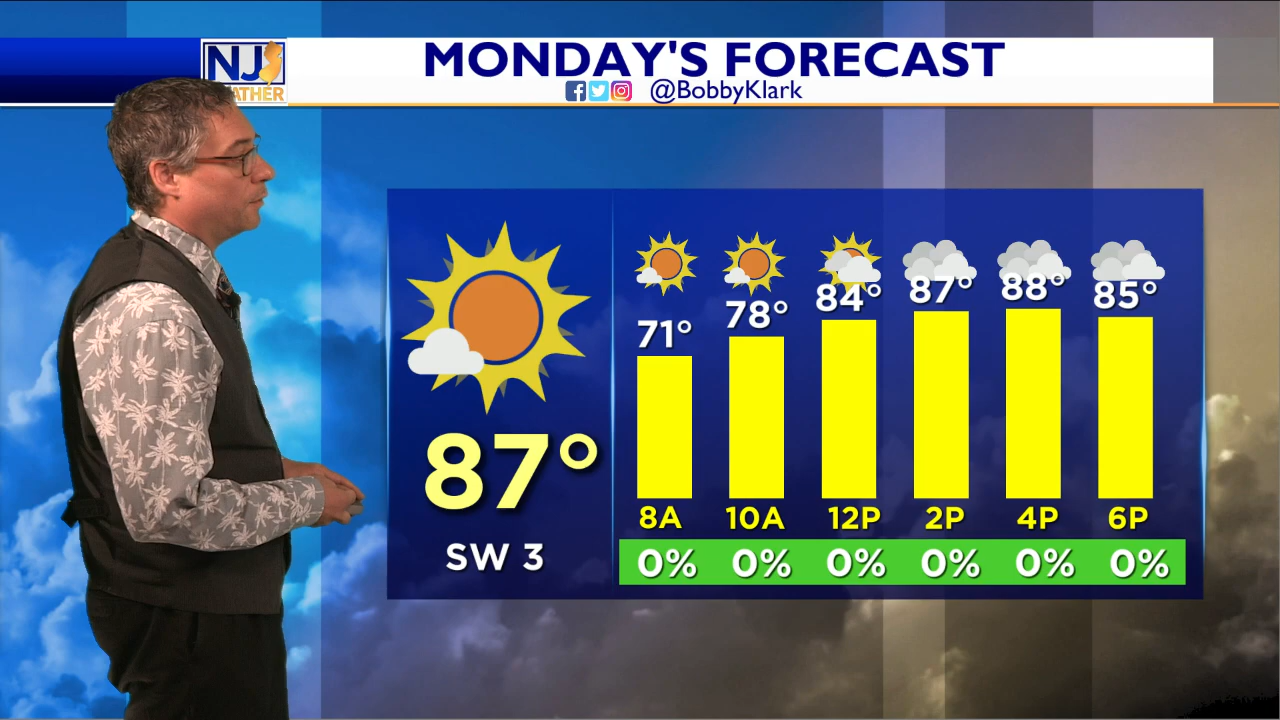 NJ
MONDAY'S FORECAST
@BobbyKlark
71° 78° 84° 87° 88° 85°
87°
SW 3
8A 10A 12P 2P 4P 6P
0% 0% 0% 0% 0% 0%